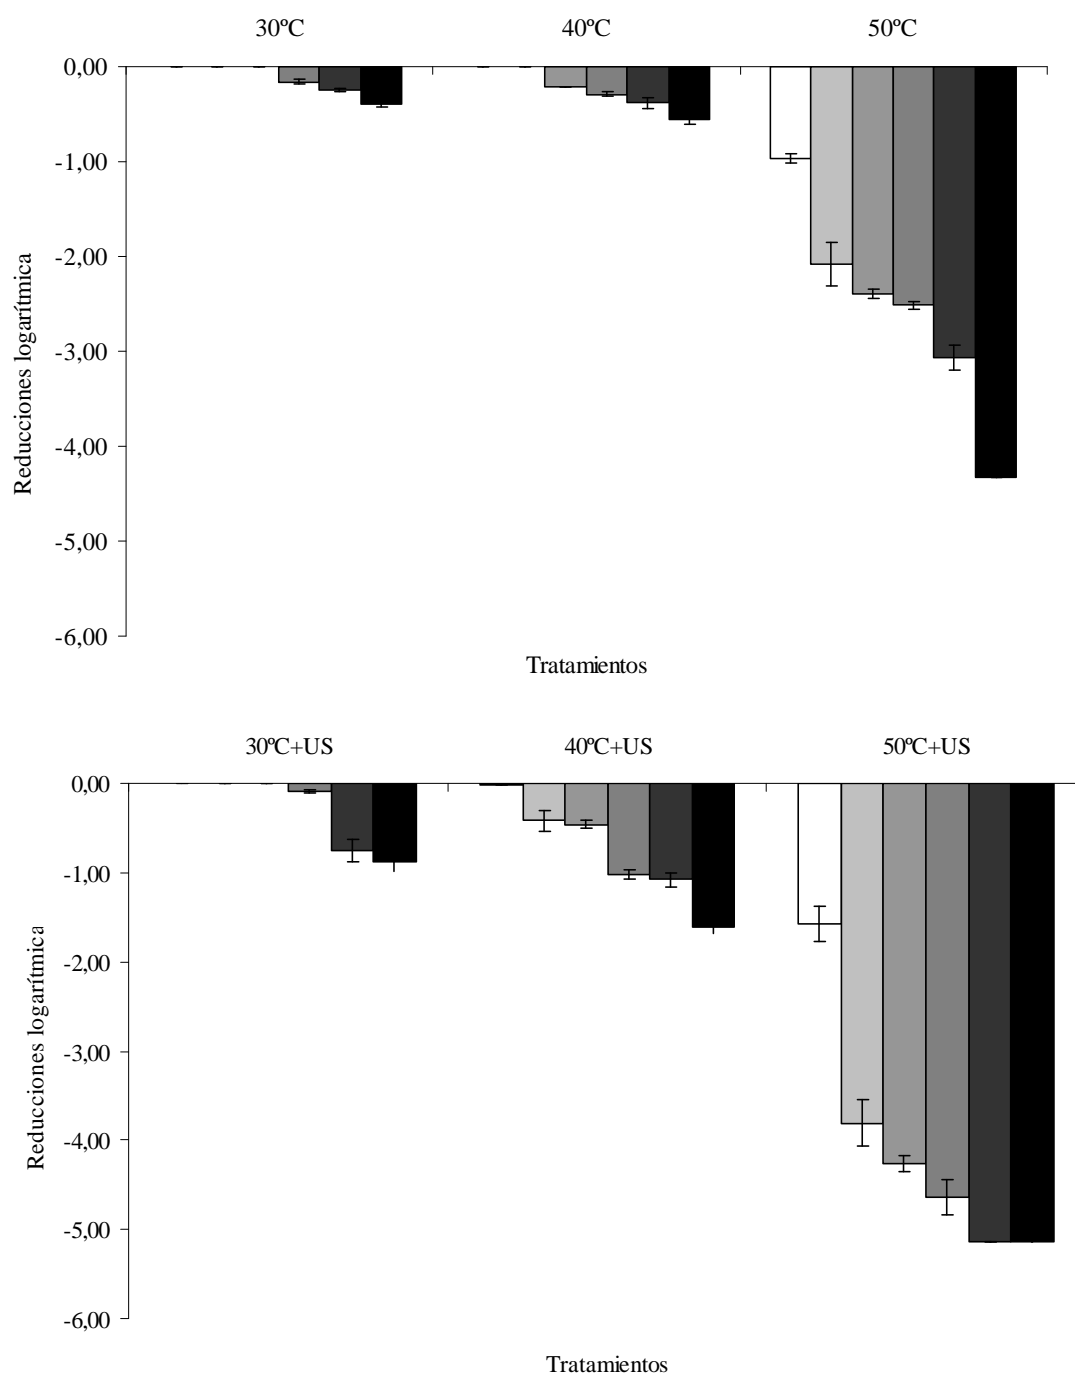 30ºC 40ºC 50ºC
0,00
-1,00
-2,00
-3,00
-4,00
-5,00
-6,00
Reducciones logarítmica
Tratamientos
30ºC+US 40ºC+US 50ºC+US
0,00
-1,00
-2,00
-3,00
-4,00
-5,00
-6,00
Reducciones logarítmica
Tratamientos